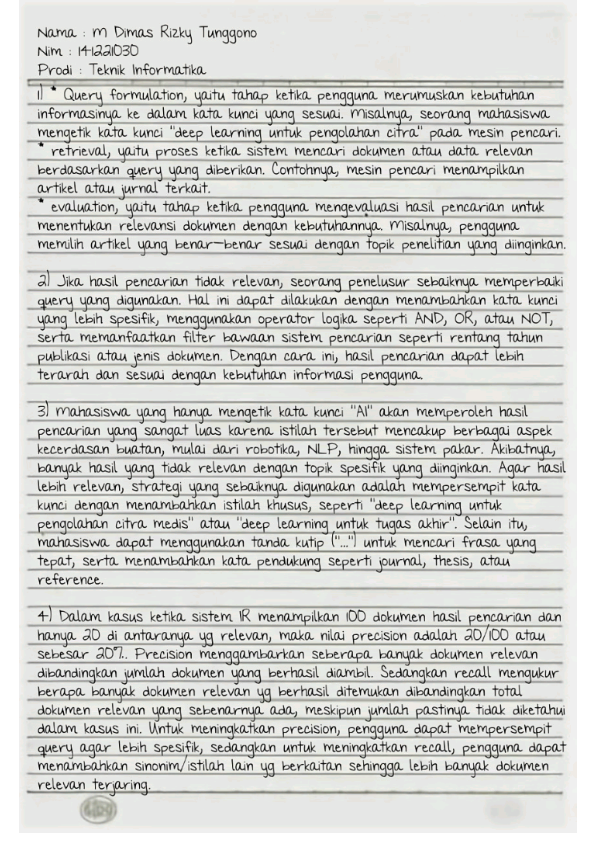 Nama : M Dimas Rizky Tunggono
Nim : 141221030
Prodi : Teknik Informatika
1) * Query formulation, yaitu tahap ketika pengguna merumuskan kebutuhan
informasinya ke dalam kata kunci yang sesuai. Misalnya, seorang mahasiswa
mengetik kata kunci "deep learning untuk pengolahan citra" pada mesin pencari.
* retrieval, yaitu proses ketika sistem mencari dokumen atau data relevan
berdasarkan query yang diberikan. Contohnya, mesin pencari menampilkan
artikel atau jurnal terkait.
* evaluation, yaitu tahap ketika pengguna mengevaluasi hasil pencarian untuk
menentukan relevansi dokumen dengan kebutuhannya. Misalnya, pengguna
memilih artikel yang benar-benar sesuai dengan topik penelitian yang diinginkan.
2) Jika hasil pencarian tidak relevan, seorang penelusur sebaiknya memperbaiki
query yang digunakan. Hal ini dapat dilakukan dengan menambahkan kata kunci
yang lebih spesifik, menggunakan operator logika seperti AND, OR, atau NOT,
serta memanfaatkan filter bawaan sistem pencarian seperti rentang tahun
publikasi atau jenis dokumen. Dengan cara ini, hasil pencarian dapat lebih
terarah dan sesuai dengan kebutuhan informasi pengguna.
3) Mahasiswa yang hanya mengetik kata kunci "AI" akan memperoleh hasil
pencarian yang sangat luas karena istilah tersebut mencakup berbagai aspek
kecerdasan buatan, mulai dari robotika, NLP, hingga sistem pakar. Akibatnya,
banyak hasil yang tidak relevan dengan topik spesifik yang diinginkan. Agar hasil
lebih relevan, strategi yang sebaiknya digunakan adalah mempersempit kata
kunci dengan menambahkan istilah khusus, seperti "deep learning untuk
pengolahan citra medis" atau "deep learning untuk tugas akhir". Selain itu,
mahasiswa dapat menggunakan tanda kutip ("...") untuk mencari frasa yang
tepat, serta menambahkan kata pendukung seperti journal, thesis, atau
reference.
4) Dalam kasus ketika sistem IR menampilkan 100 dokumen hasil pencarian dan
hanya 20 di antaranya yg relevan, maka nilai precision adalah 20/100 atau
sebesar 20%. Precision menggambarkan seberapa banyak dokumen relevan
dibandingkan jumlah dokumen yang berhasil diambil. Sedangkan recall mengukur
berapa banyak dokumen relevan yg berhasil ditemukan dibandingkan total
dokumen relevan yang sebenarnya ada, meskipun jumlah pastinya tidak diketahui
dalam kasus ini. Untuk meningkatkan precision, pengguna dapat mempersempit
query agar lebih spesifik, sedangkan untuk meningkatkan recall, pengguna dapat
menambahkan sinonim/istilah lain yg berkaitan sehingga lebih banyak dokumen
relevan terjaring.